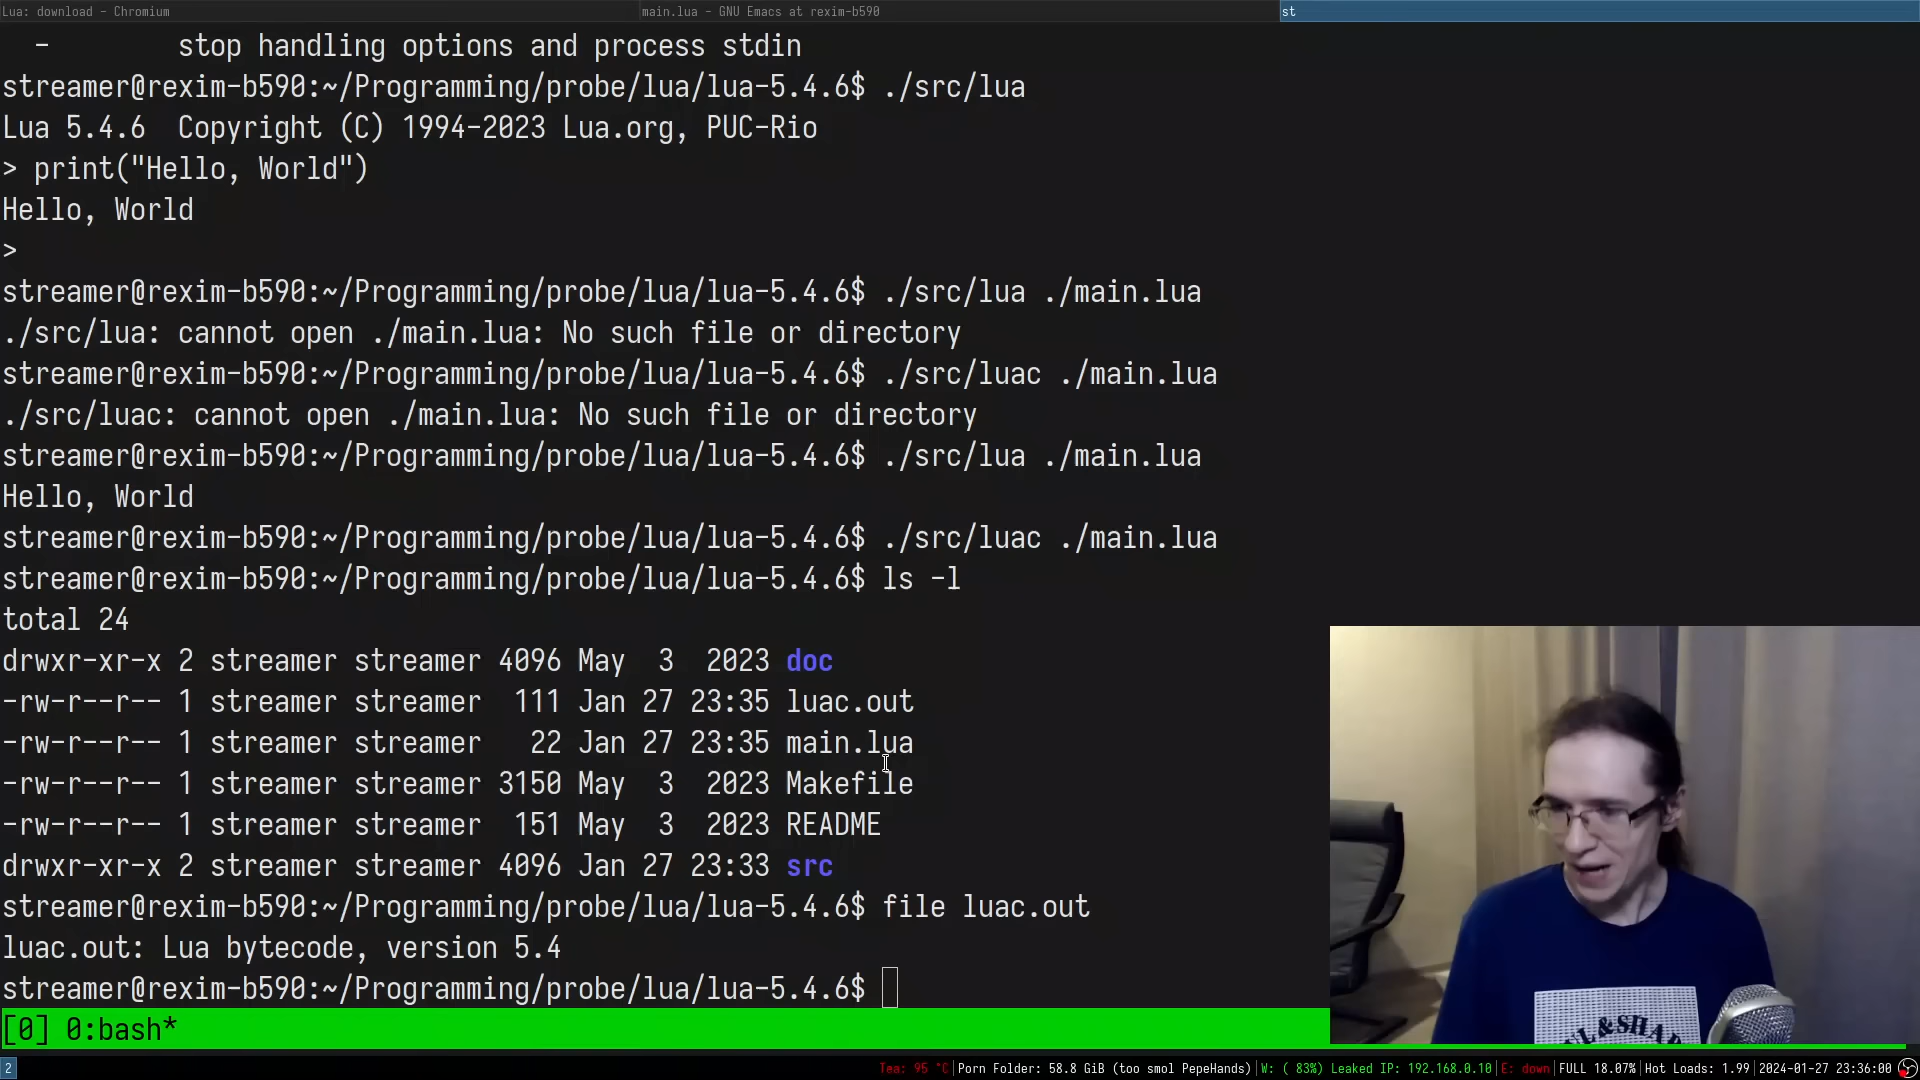 Lua: download - Chromium
main.lua - GNU Emacs at rexim-b590
st
-        stop handling options and process stdin
streamer@rexim-b590:~/Programming/probe/lua/lua-5.4.6$ ./src/lua
Lua 5.4.6  Copyright (C) 1994-2023 Lua.org, PUC-Rio
> print("Hello, World")
Hello, World
>
streamer@rexim-b590:~/Programming/probe/lua/lua-5.4.6$ ./src/lua ./main.lua
./src/lua: cannot open ./main.lua: No such file or directory
streamer@rexim-b590:~/Programming/probe/lua/lua-5.4.6$ ./src/luac ./main.lua
./src/luac: cannot open ./main.lua: No such file or directory
streamer@rexim-b590:~/Programming/probe/lua/lua-5.4.6$ ./src/lua ./main.lua
Hello, World
streamer@rexim-b590:~/Programming/probe/lua/lua-5.4.6$ ./src/luac ./main.lua
streamer@rexim-b590:~/Programming/probe/lua/lua-5.4.6$ ls -l
total 24
drwxr-xr-x 2 streamer streamer 4096 May  3  2023 doc
-rw-r--r-- 1 streamer streamer  111 Jan 27 23:35 luac.out
-rw-r--r-- 1 streamer streamer   22 Jan 27 23:35 main.lua
-rw-r--r-- 1 streamer streamer 3150 May  3  2023 Makefile
-rw-r--r-- 1 streamer streamer  151 May  3  2023 README
drwxr-xr-x 2 streamer streamer 4096 Jan 27 23:33 src
streamer@rexim-b590:~/Programming/probe/lua/lua-5.4.6$ file luac.out
luac.out: Lua bytecode, version 5.4
streamer@rexim-b590:~/Programming/probe/lua/lua-5.4.6$
[0] 0:bash*
2
Tea: 95 °C|Porn Folder: 58.8 GiB (too smol PepeHands)|W: ( 83%) Leaked IP: 192.168.0.10|E: down|FULL 18.07%|Hot Loads: 1.99|2024-01-27 23:36:00